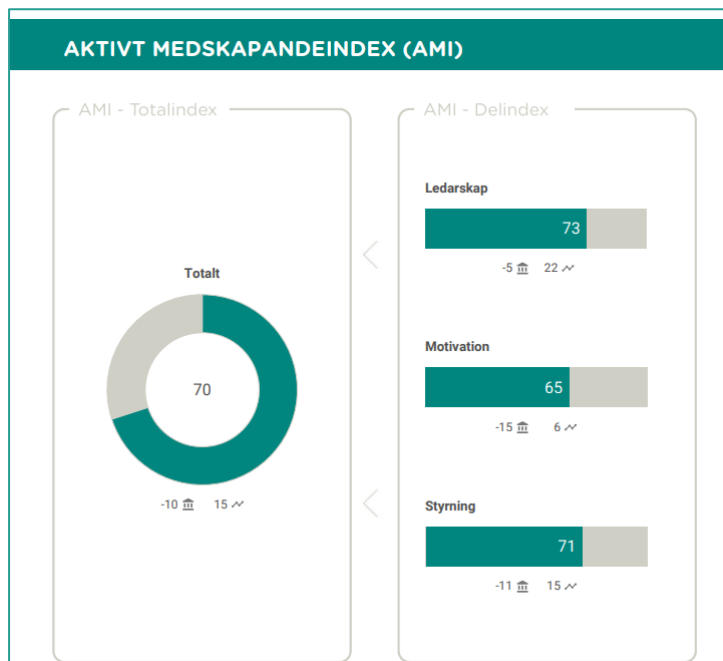 AKTIVT MEDSKAPANDEINDEX (AMI)
AMI - Totalindex
Totalt
70
-10 15
AMI - Delindex
Ledarskap
73
-5 22
Motivation
65
-15 6
Styrning
71
-11 15